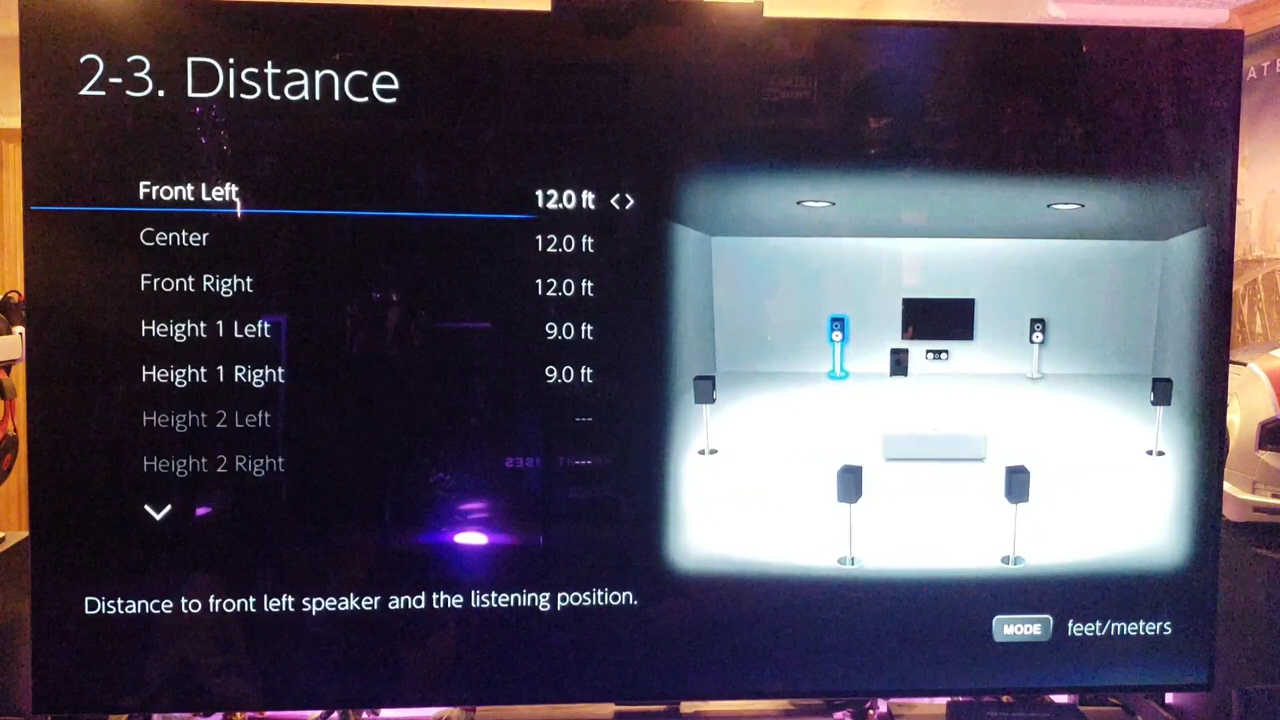 2-3. Distance
Front Left 12.0 ft <>
Center 12.0 ft
Front Right 12.0 ft
Height 1 Left 9.0 ft
Height 1 Right 9.0 ft
Height 2 Left ---
Height 2 Right ---
Distance to front left speaker and the listening position.
MODE feet/meters